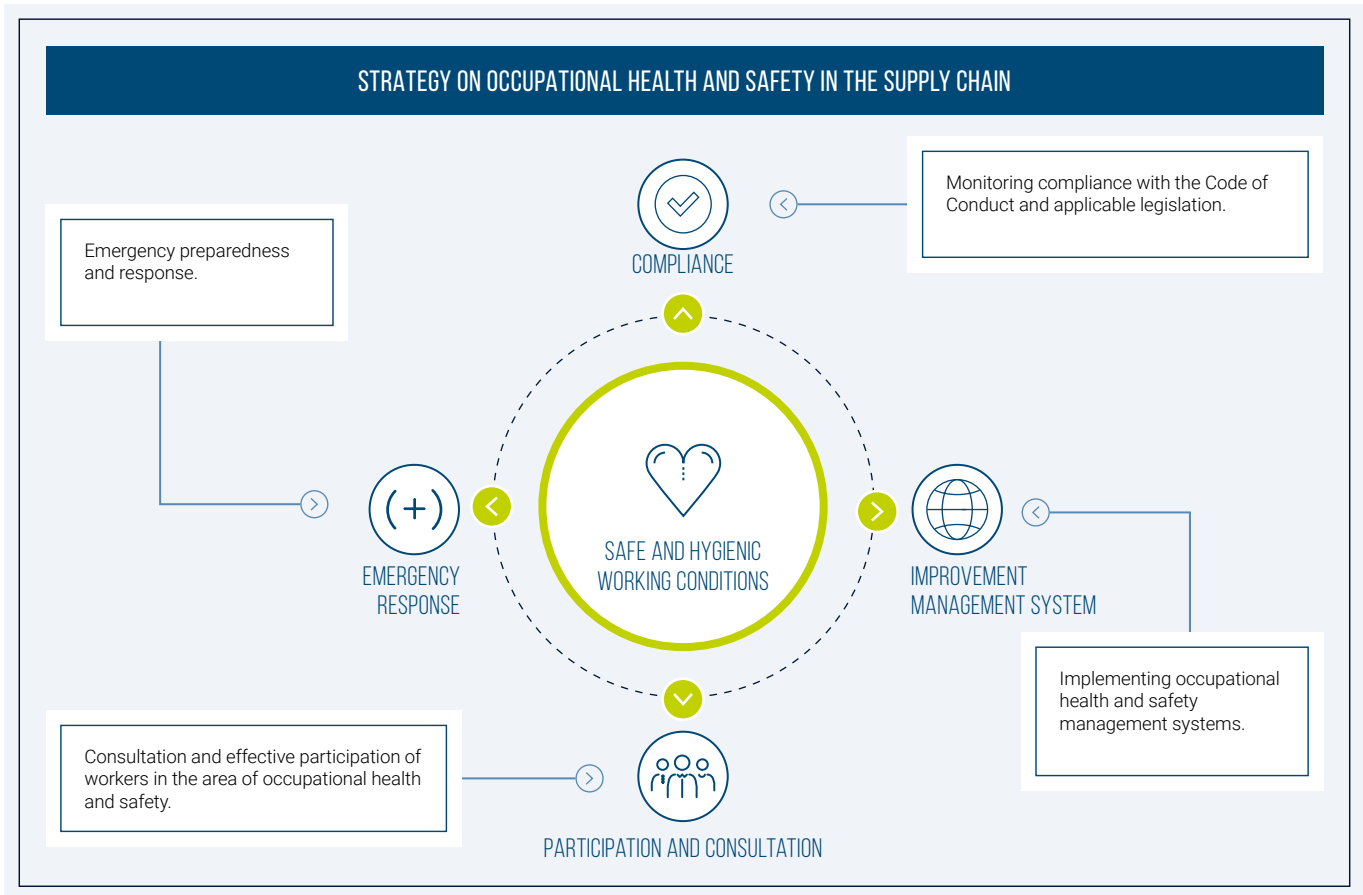 STRATEGY ON OCCUPATIONAL HEALTH AND SAFETY IN THE SUPPLY CHAIN
Monitoring compliance with the Code of
Conduct and applicable legislation.
COMPLIANCE
Emergency preparedness
and response.
SAFE AND HYGIENIC
WORKING CONDITIONS
EMERGENCY
RESPONSE
IMPROVEMENT
MANAGEMENT SYSTEM
Implementing occupational
health and safety
management systems.
Consultation and effective participation of
workers in the area of occupational health
and safety.
PARTICIPATION AND CONSULTATION